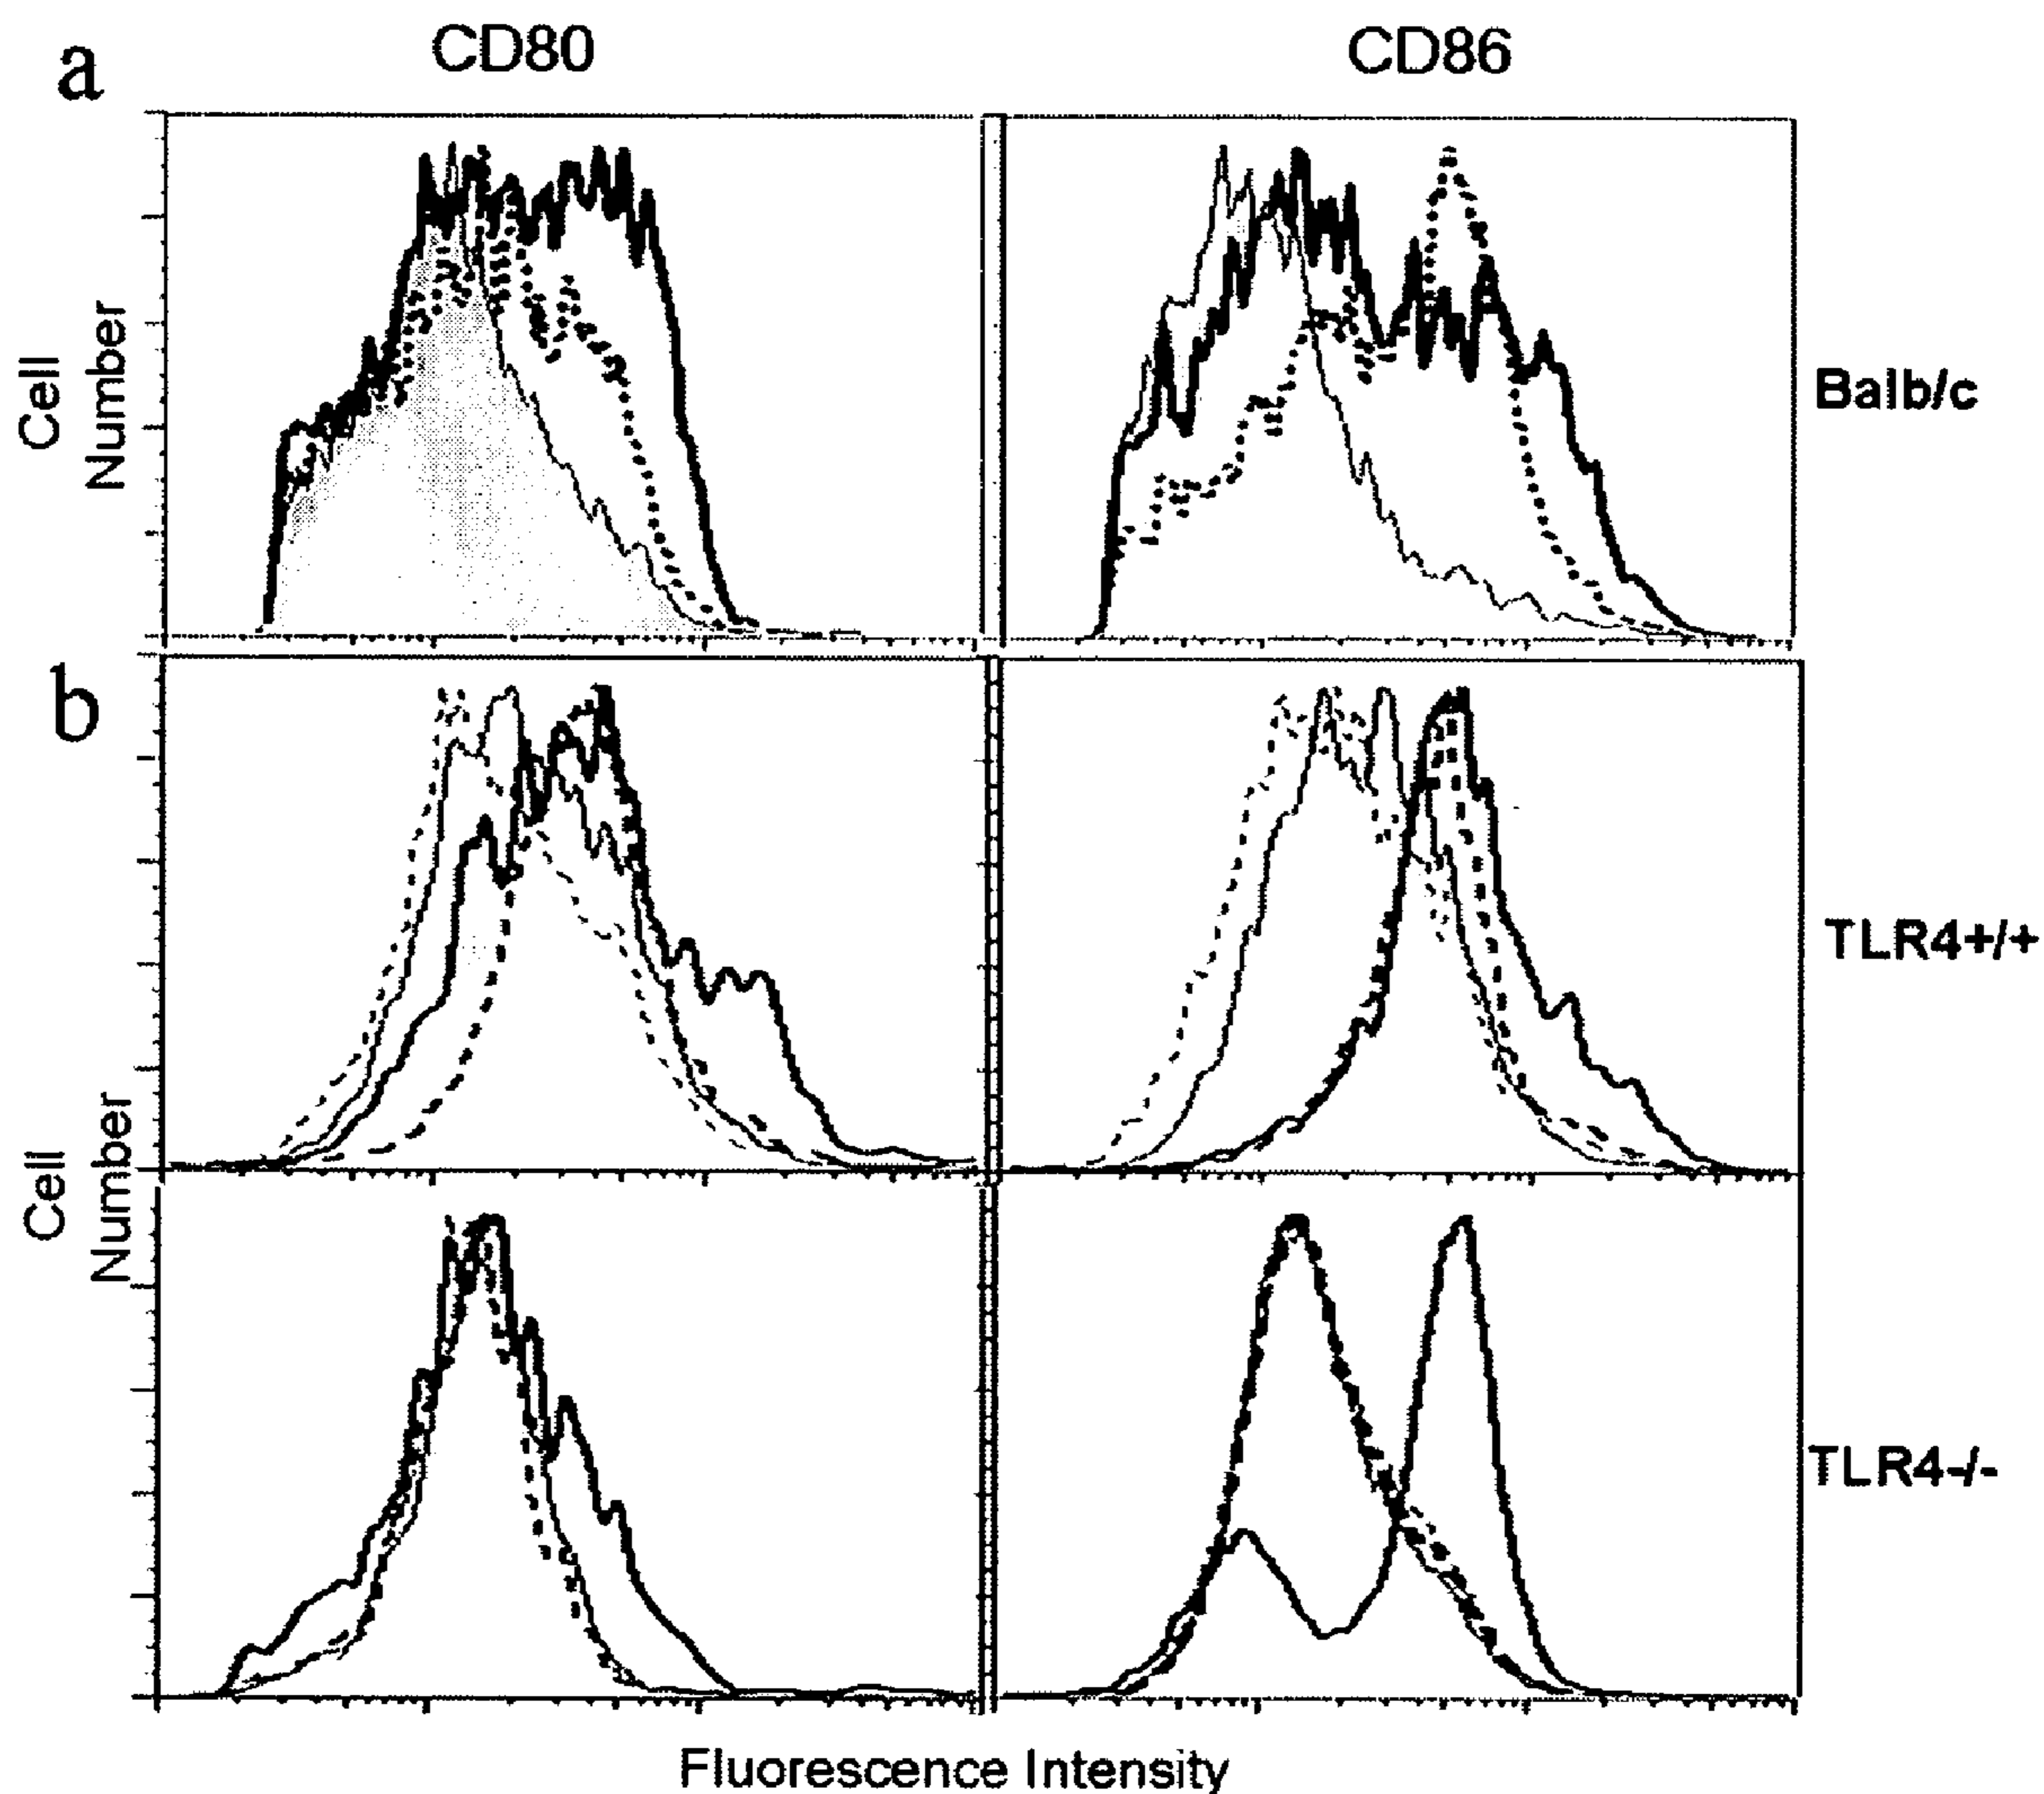 a
CD80
CD86
Cell
Number
Balb/c
b
TLR4+/+
Cell
Number
TLR4-/-
Fluorescence Intensity